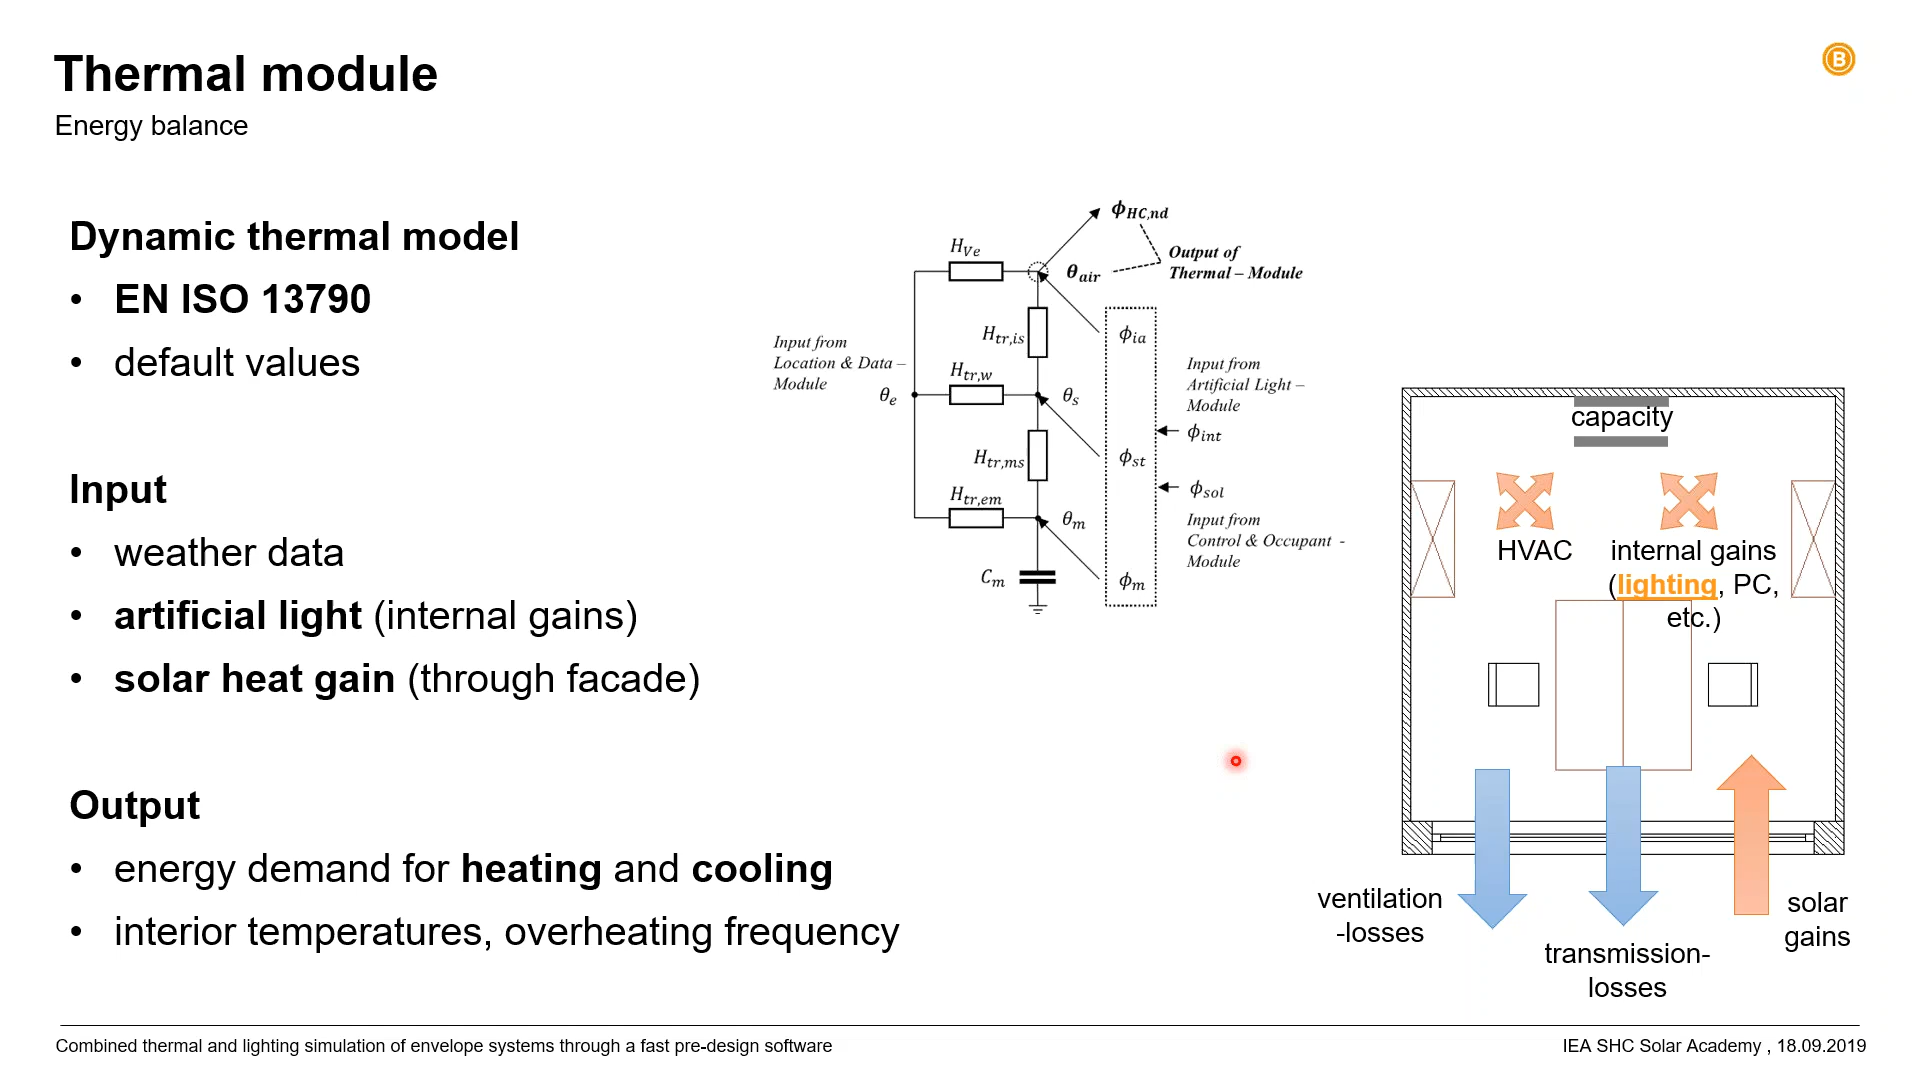 Thermal module
B
Energy balance
Dynamic thermal model
• EN ISO 13790
• default values
Input
• weather data
• artificial light (internal gains)
• solar heat gain (through facade)
Output
• energy demand for heating and cooling
• interior temperatures, overheating frequency
ϕHC,nd
HVe
θair
Output of
Thermal – Module
Htr,is
ϕia
Input from
Location & Data –
Module
θe
Htr,w
θs
Input from
Artificial Light –
Module
ϕint
Htr,ms
ϕst
ϕsol
Htr,em
θm
Input from
Control & Occupant -
Module
Cm
ϕm
capacity
HVAC
internal gains
(lighting, PC,
etc.)
ventilation
-losses
transmission-
losses
solar
gains
Combined thermal and lighting simulation of envelope systems through a fast pre-design software
IEA SHC Solar Academy , 18.09.2019